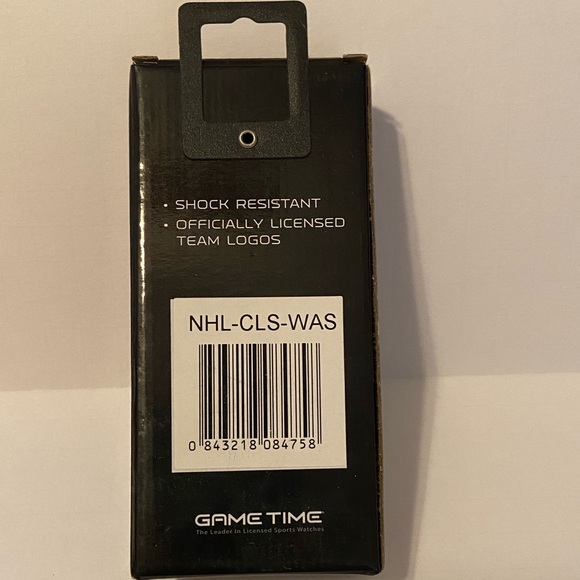 • SHOCK RESISTANT
• OFFICIALLY LICENSED
TEAM LOGOS
NHL-CLS-WAS
0 843218 084758
GAME TIME
The Leader in Licensed Sports Watches